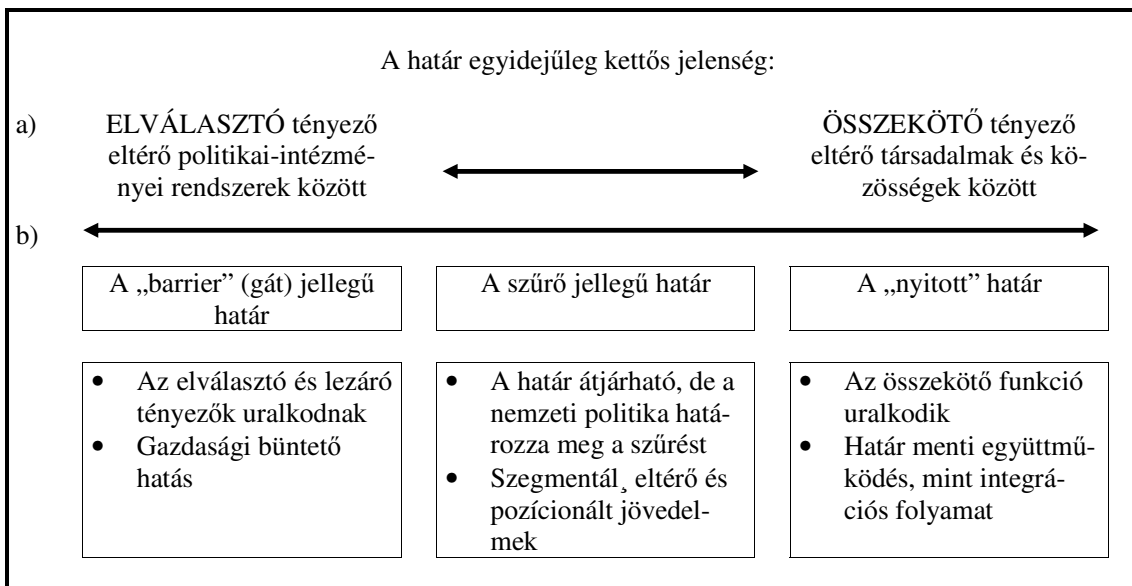 A határ egyidejűleg kettős jelenség:
a)
ELVÁLASZTÓ tényező
eltérő politikai-intézmé-
nyei rendszerek között
ÖSSZEKÖTŐ tényező
eltérő társadalmak és kö-
zösségek között
b)
A „barrier” (gát) jellegű
határ
A szűrő jellegű határ
A „nyitott” határ
• Az elválasztó és lezáró
tényezők uralkodnak
• Gazdasági büntető
hatás
• A határ átjárható, de a
nemzeti politika hatá-
rozza meg a szűrést
• Szegmentál¸ eltérő és
pozícionált jövedel-
mek
• Az összekötő funkció
uralkodik
• Határ menti együttmű-
ködés, mint integrá-
ciós folyamat